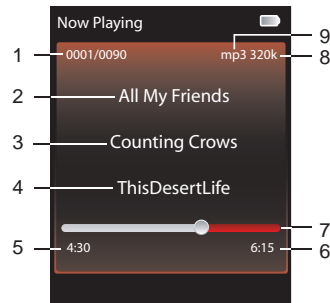 Now Playing
9
1 0001/0090 mp3 320k 8
2 All My Friends
3 Counting Crows
4 ThisDesertLife
7
5 4:30 6:15 6